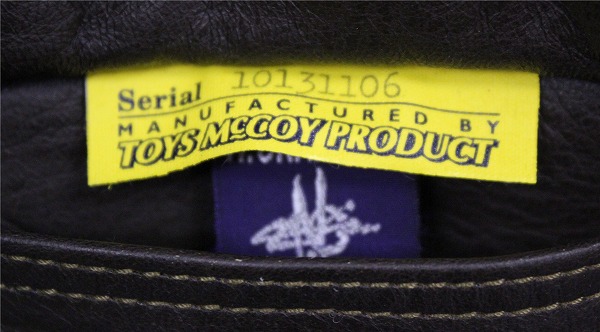 Serial 10131106
MANUFACTURED BY
TOYS McCOY PRODUCT